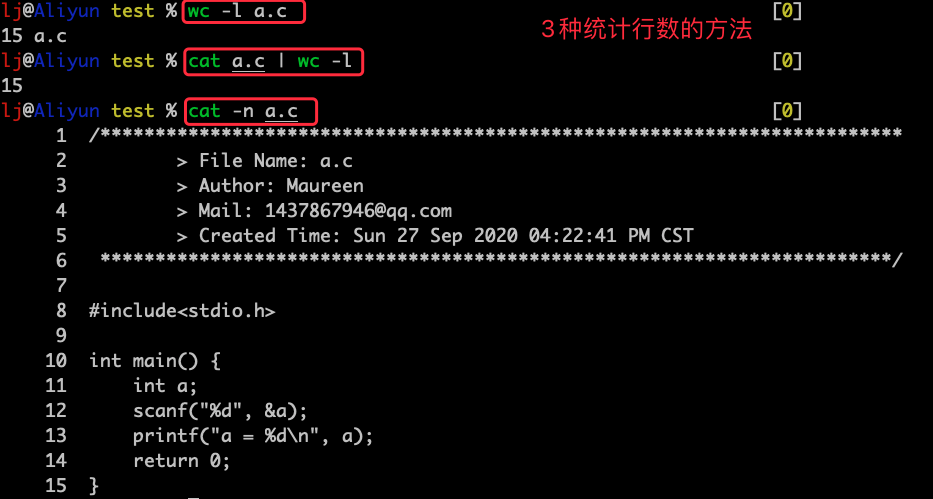 lj@Aliyun test % wc -l a.c [0]
3种统计行数的方法
15 a.c
lj@Aliyun test % cat a.c | wc -l [0]
15
lj@Aliyun test % cat -n a.c [0]
1 /*************************************************************************
2 > File Name: a.c
3 > Author: Maureen
4 > Mail: 1437867946@qq.com
5 > Created Time: Sun 27 Sep 2020 04:22:41 PM CST
6 ************************************************************************/
7
8 #include<stdio.h>
9
10 int main() {
11 int a;
12 scanf("%d", &a);
13 printf("a = %d\n", a);
14 return 0;
15 }